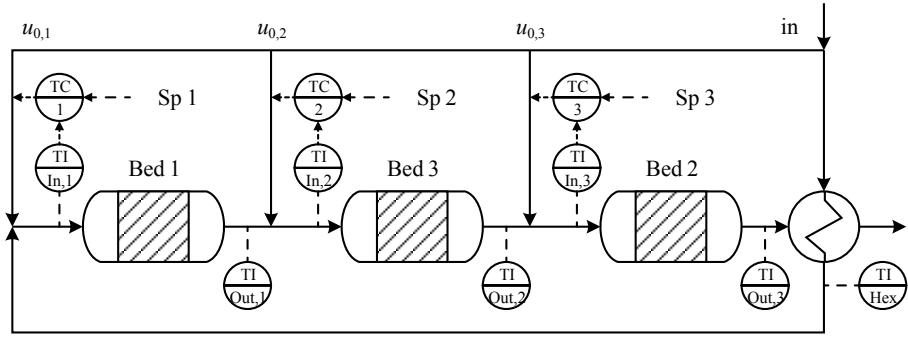 u0,1 u0,2 u0,3 in
TC 1 Sp 1 TC 2 Sp 2 TC 3 Sp 3
TI In,1 TI In,2 TI In,3
Bed 1 Bed 3 Bed 2
TI Out,1 TI Out,2 TI Out,3 TI Hex